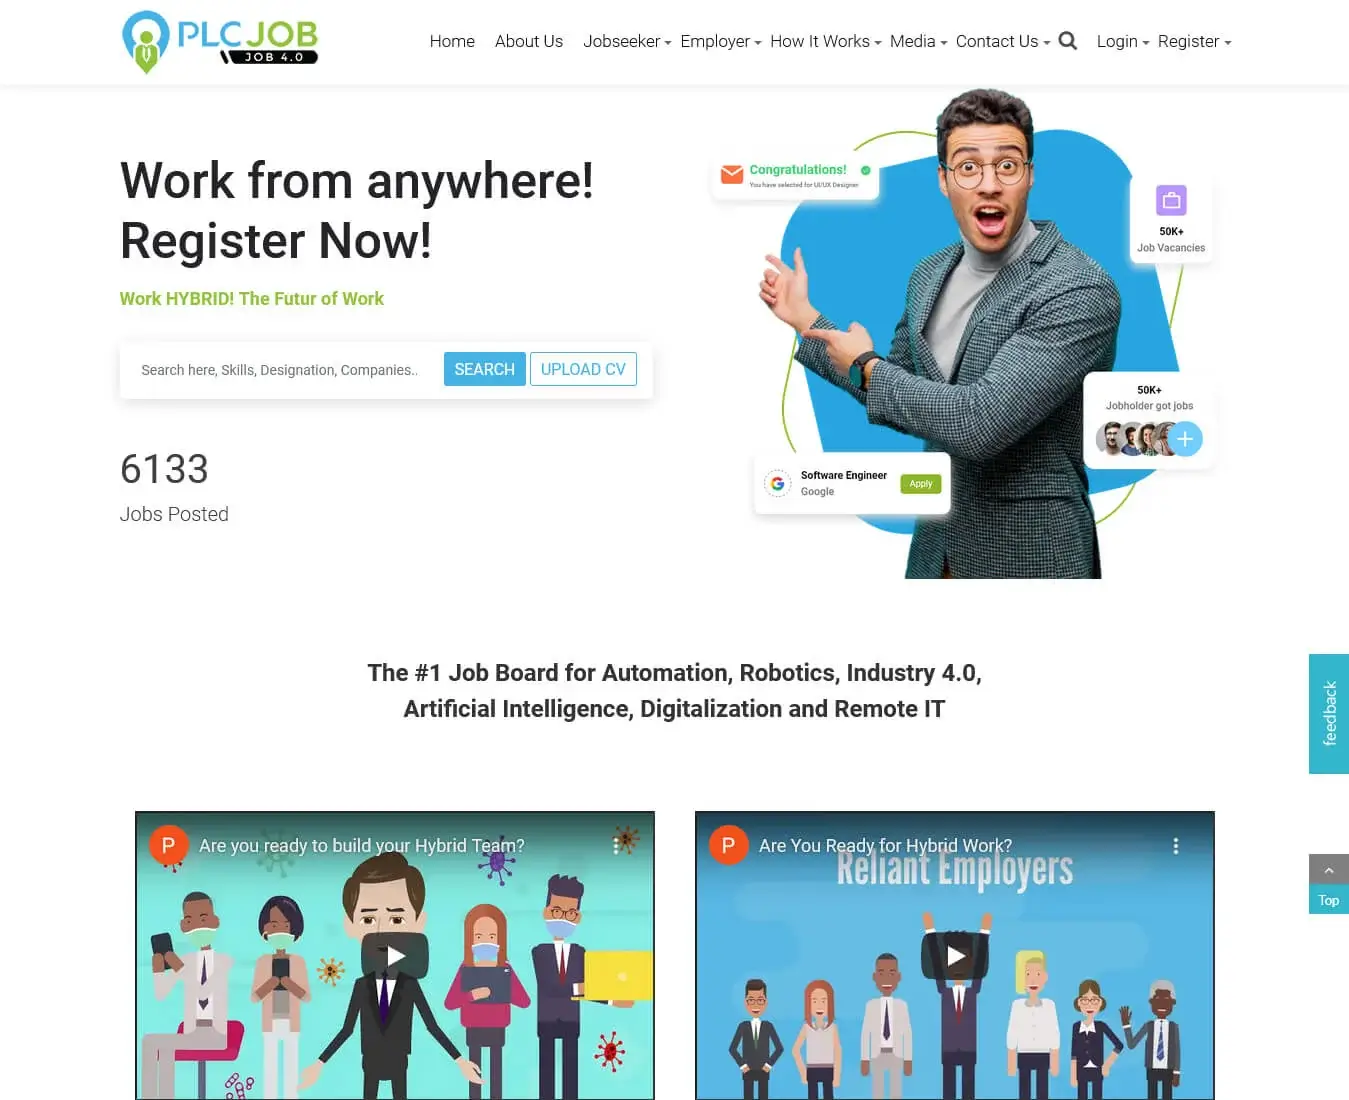 PLCJOB
JOB 4.0
Home About Us Jobseeker Employer How It Works Media Contact Us Login Register
Work from anywhere!
Register Now!
Work HYBRID! The Futur of Work
Search here, Skills, Designation, Companies..
SEARCH
UPLOAD CV
6133
Jobs Posted
Congratulations!
You have selected for UI/UX Designer
50K+
Job Vacancies
50K+
Jobholder got jobs
Software Engineer
Google
Apply
The #1 Job Board for Automation, Robotics, Industry 4.0,
Artificial Intelligence, Digitalization and Remote IT
feedback
Top
P
Are you ready to build your Hybrid Team?
P
Are You Ready for Hybrid Work?
Reliant Employers